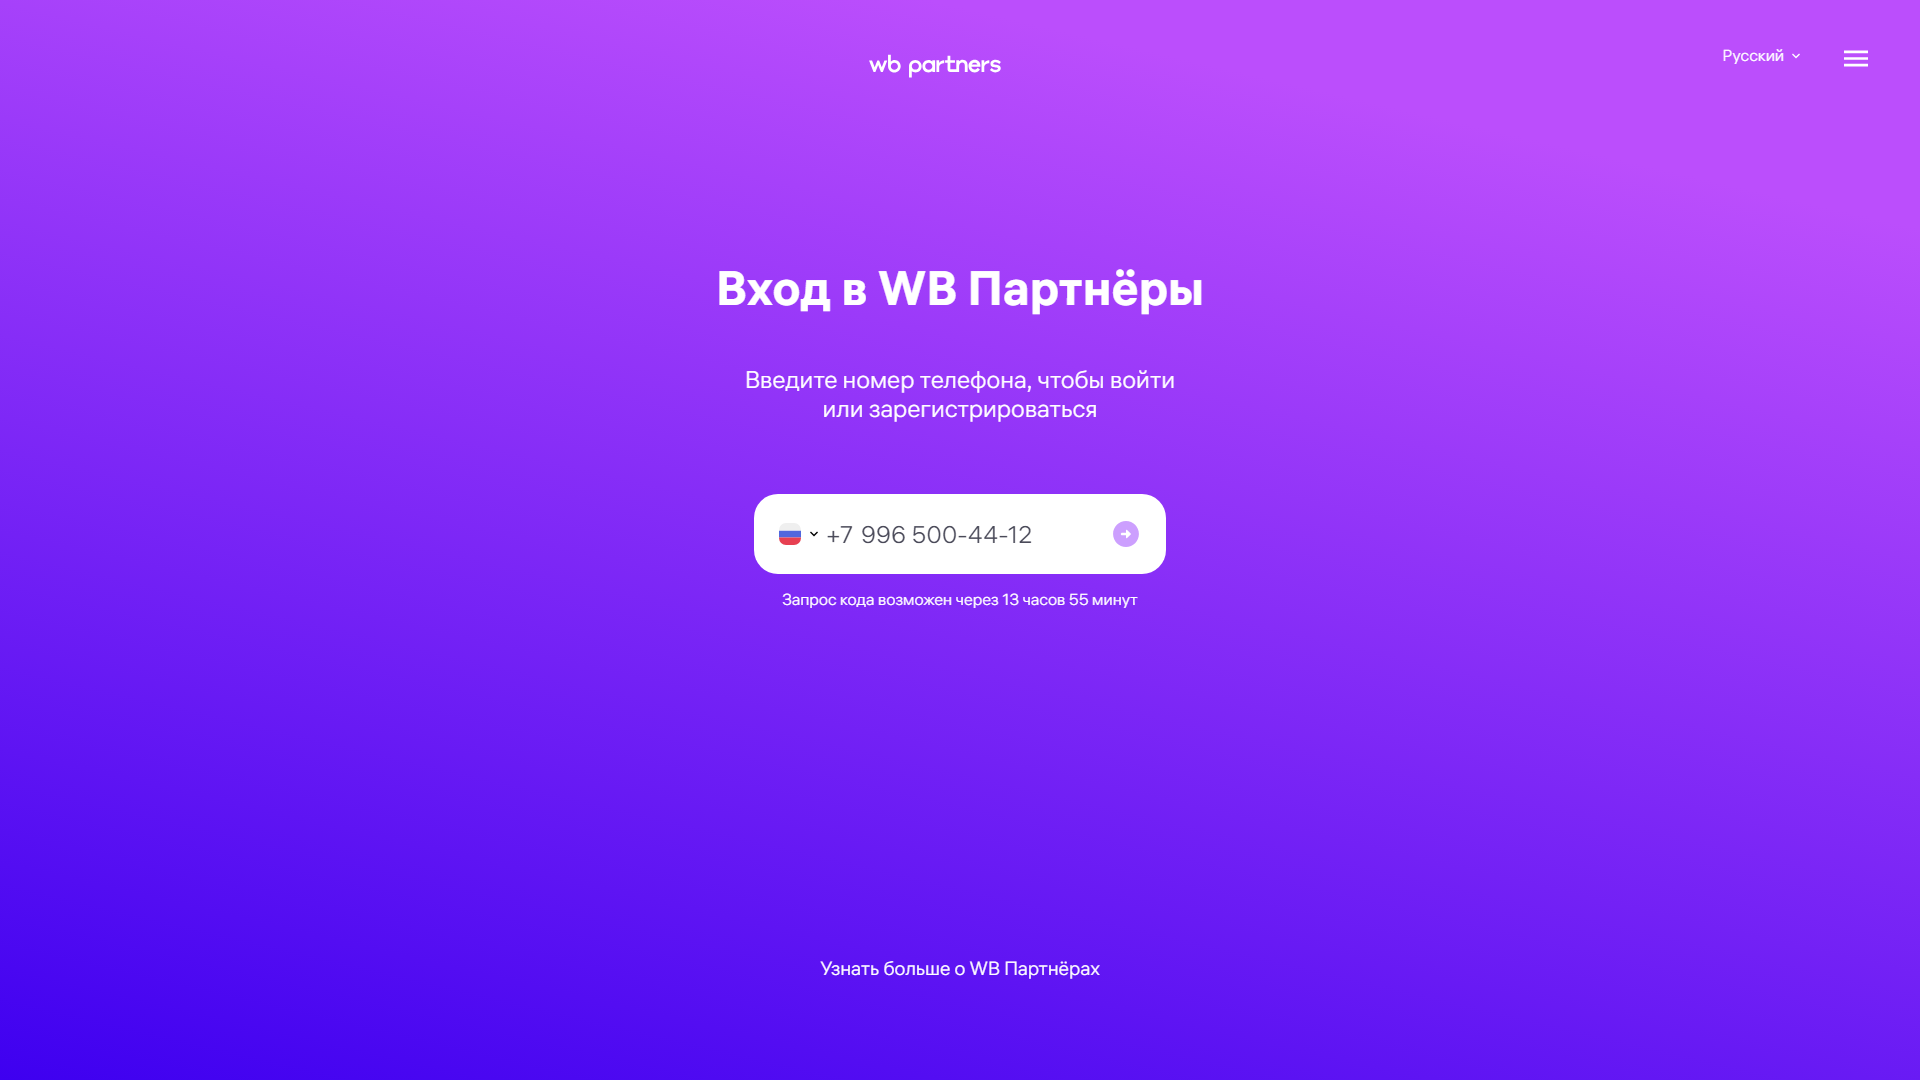 wb partners
Русский
Вход в WB Партнёры
Введите номер телефона, чтобы войти
или зарегистрироваться
+7 996 500-44-12
Запрос кода возможен через 13 часов 55 минут
Узнать больше о WB Партнёрах